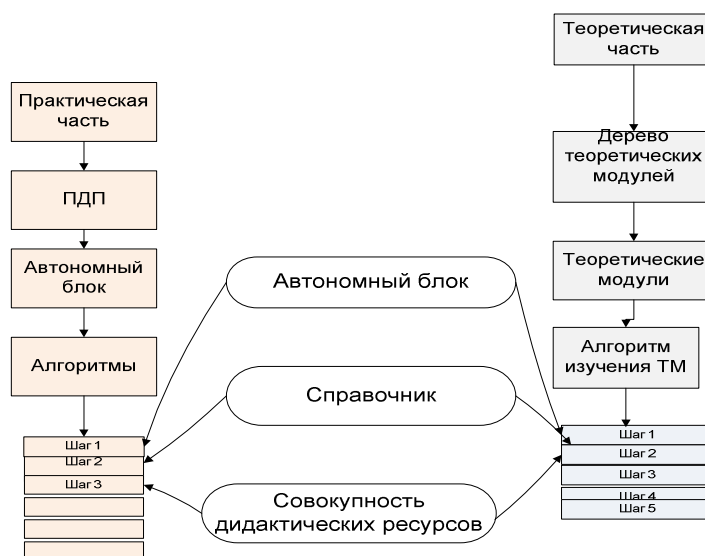 Практическая
часть
ПДП
Автономный
блок
Алгоритмы
Шаг 1
Шаг 2
Шаг 3
Автономный блок
Справочник
Совокупность
дидактических ресурсов
Теоретическая
часть
Дерево
теоретических
модулей
Теоретические
модули
Алгоритм
изучения ТМ
Шаг 1
Шаг 2
Шаг 3
Шаг 4
Шаг 5